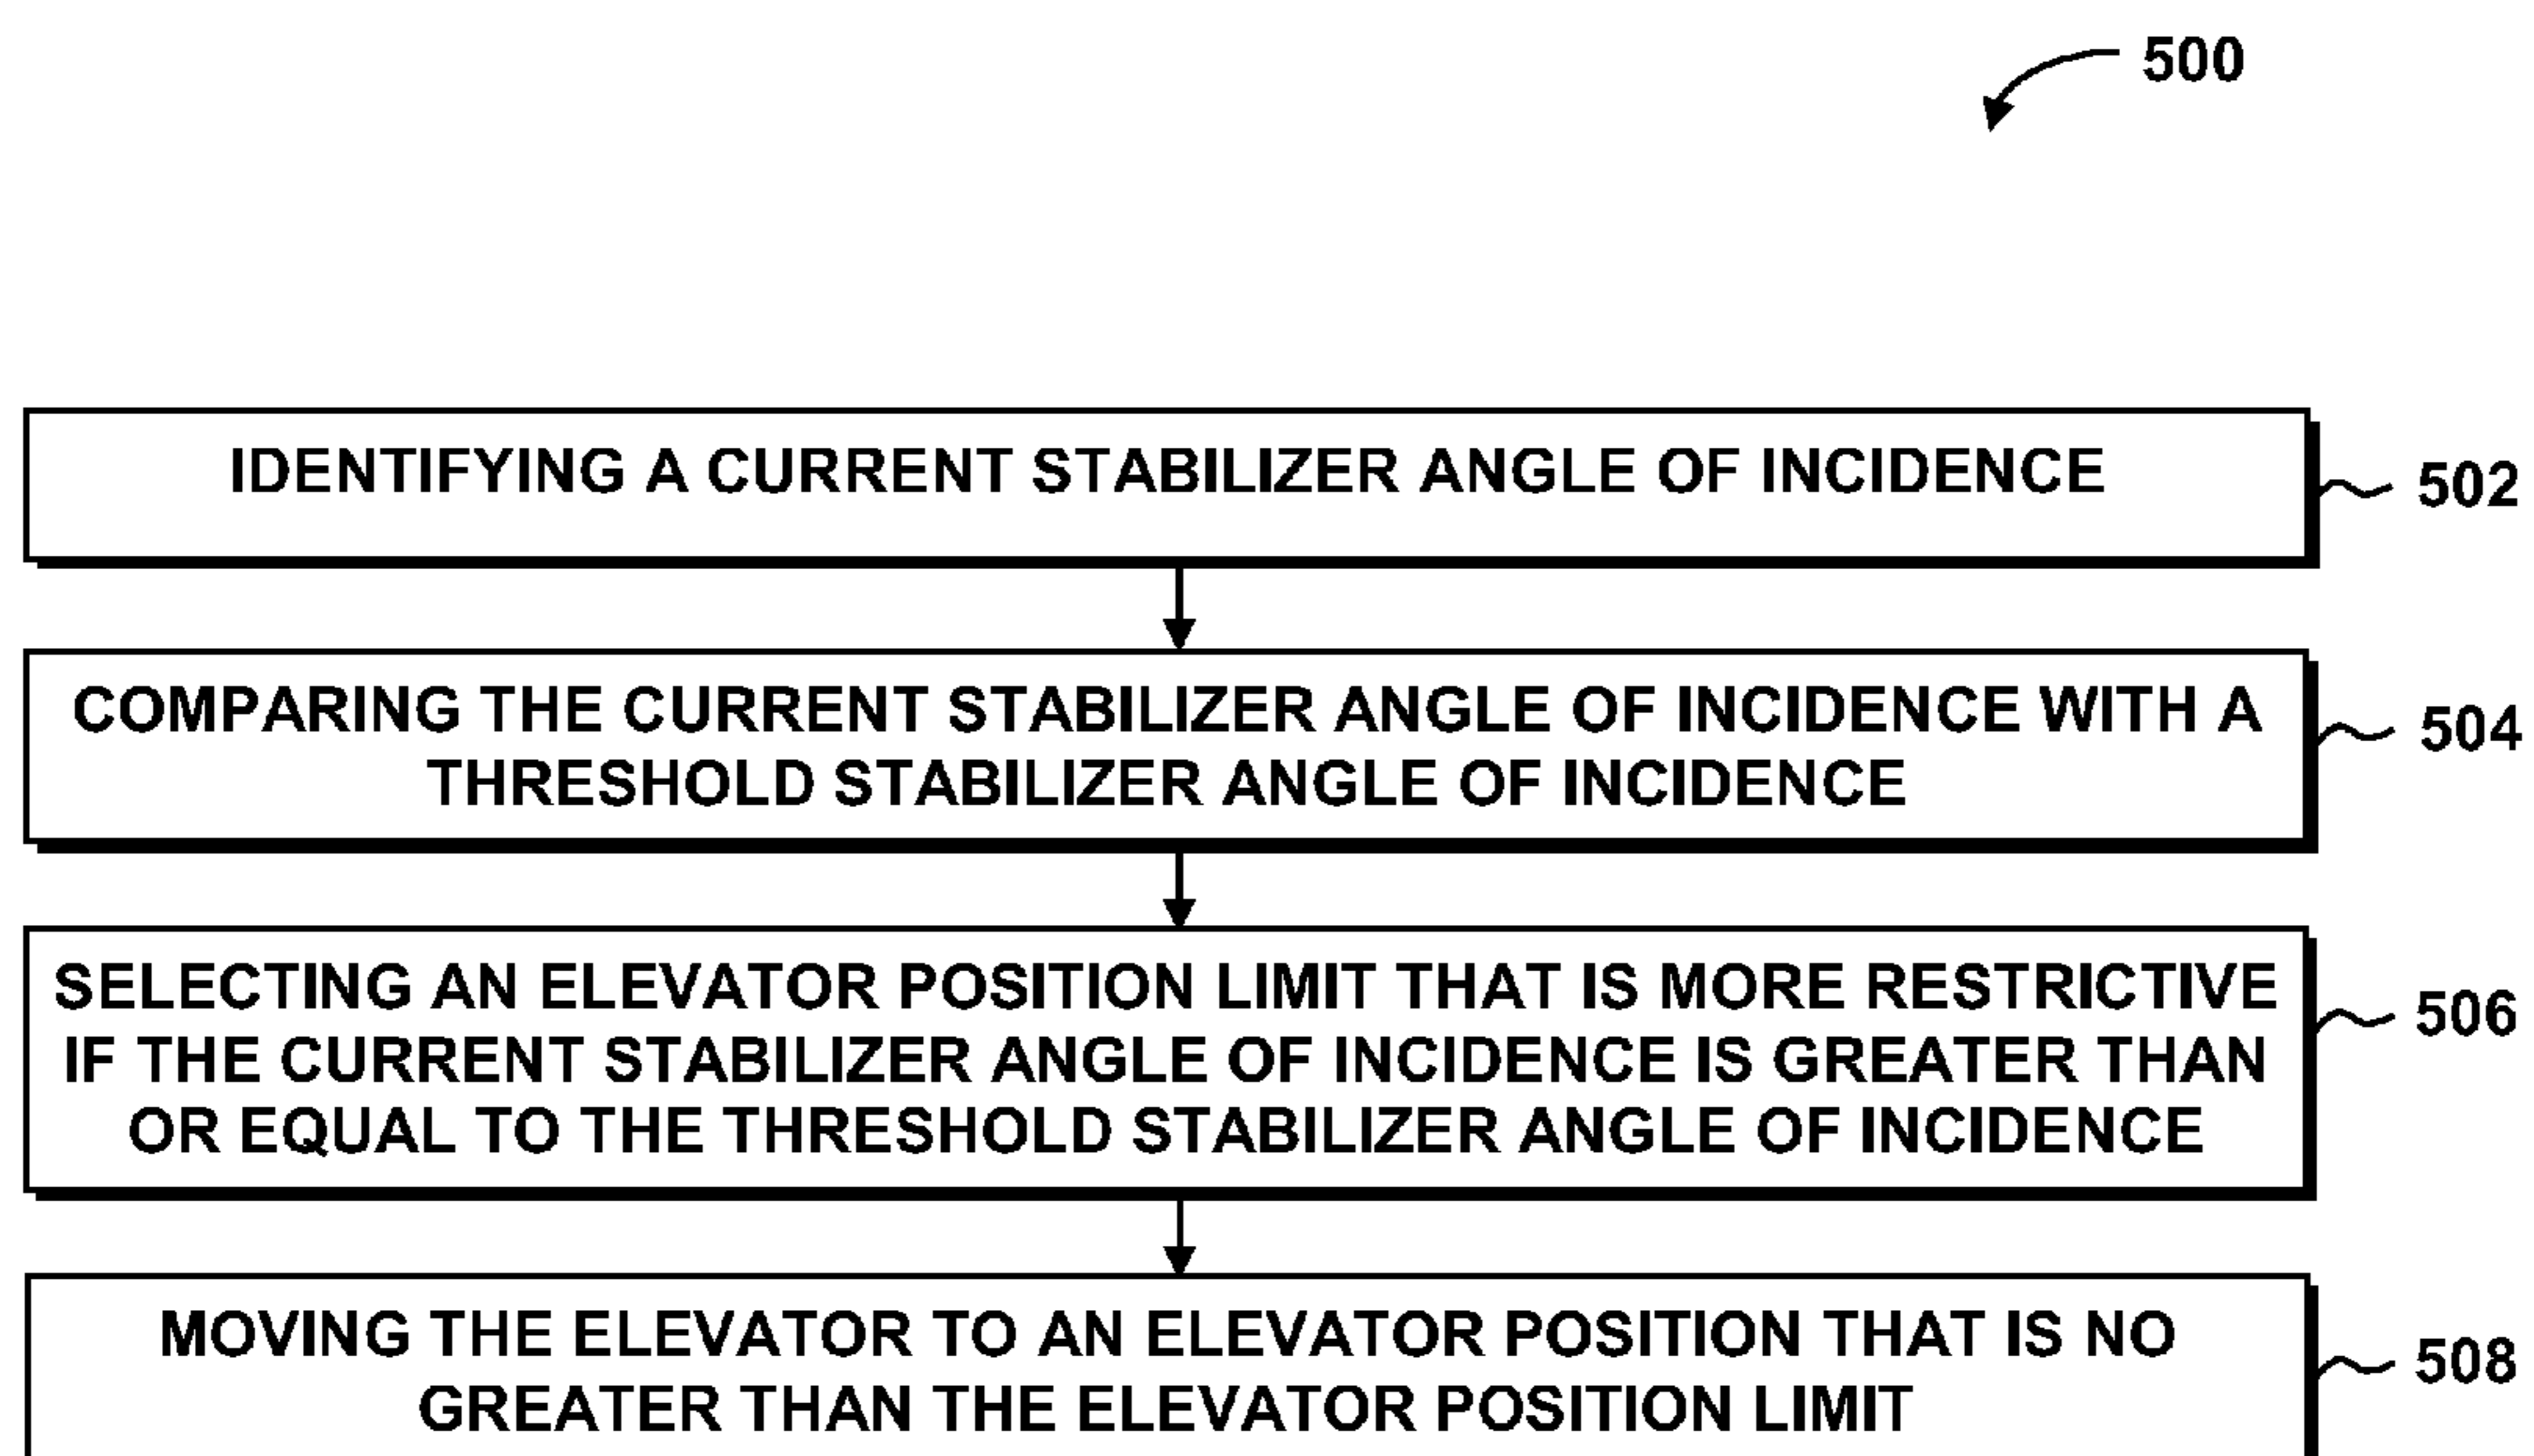 500
IDENTIFYING A CURRENT STABILIZER ANGLE OF INCIDENCE
502
COMPARING THE CURRENT STABILIZER ANGLE OF INCIDENCE WITH A
THRESHOLD STABILIZER ANGLE OF INCIDENCE
504
SELECTING AN ELEVATOR POSITION LIMIT THAT IS MORE RESTRICTIVE
IF THE CURRENT STABILIZER ANGLE OF INCIDENCE IS GREATER THAN
OR EQUAL TO THE THRESHOLD STABILIZER ANGLE OF INCIDENCE
506
MOVING THE ELEVATOR TO AN ELEVATOR POSITION THAT IS NO
GREATER THAN THE ELEVATOR POSITION LIMIT
508